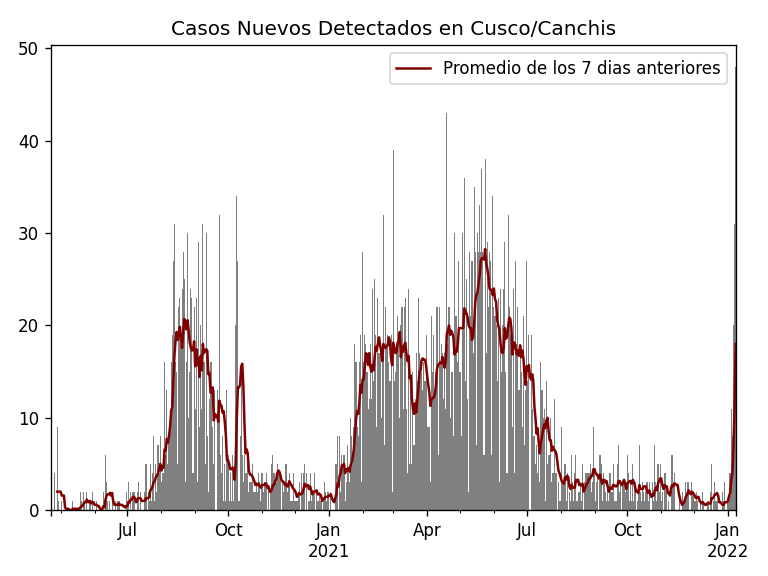 Casos Nuevos Detectados en Cusco/Canchis
Promedio de los 7 dias anteriores
50
40
30
20
10
0
Jul
Oct
Jan
2021
Apr
Jul
Oct
Jan
2022